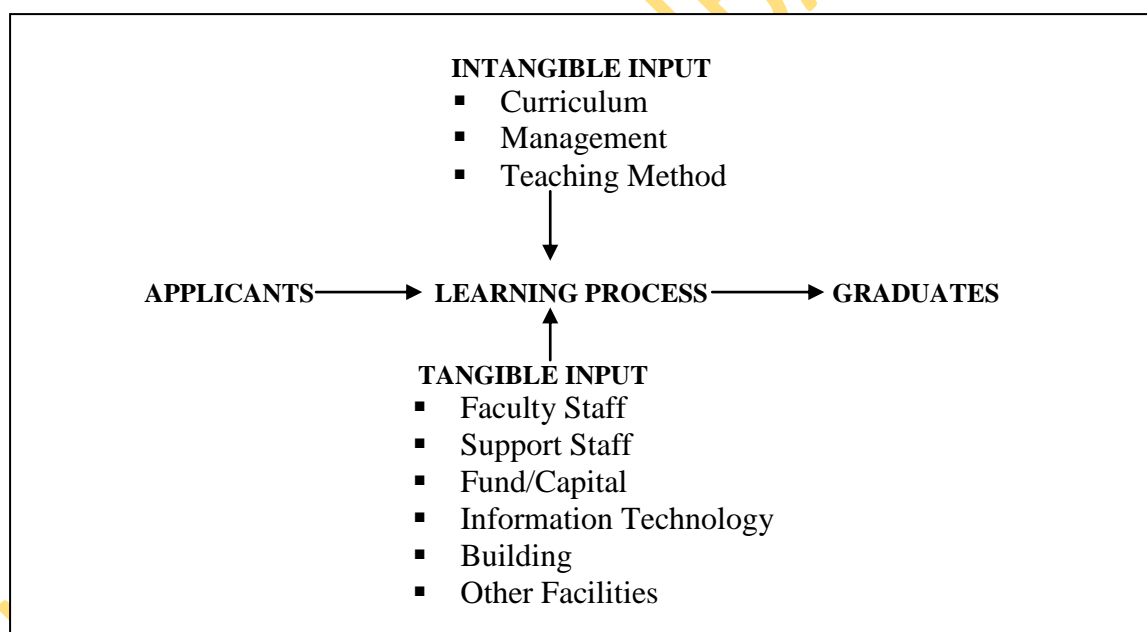 INTANGIBLE INPUT
▪ Curriculum
▪ Management
▪ Teaching Method
APPLICANTS LEARNING PROCESS GRADUATES
TANGIBLE INPUT
▪ Faculty Staff
▪ Support Staff
▪ Fund/Capital
▪ Information Technology
▪ Building
▪ Other Facilities